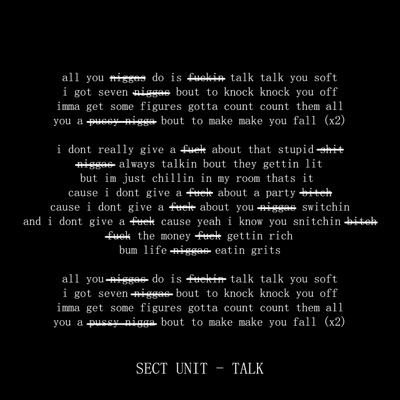 all you niggas do is fuckin talk talk you soft
i got seven niggas bout to knock knock you off
imma get some figures gotta count count them all
you a pussy nigga bout to make make you fall (x2)
i dont really give a fuck about that stupid shit
niggas always talkin bout they gettin lit
but im just chillin in my room thats it
cause i dont give a fuck about a party bitch
cause i dont give a fuck about you niggas switchin
and i dont give a fuck cause yeah i know you snitchin bitch
fuck the money fuck gettin rich
bum life niggas eatin grits
all you niggas do is fuckin talk talk you soft
i got seven niggas bout to knock knock you off
imma get some figures gotta count count them all
you a pussy nigga bout to make make you fall (x2)
SECT UNIT - TALK